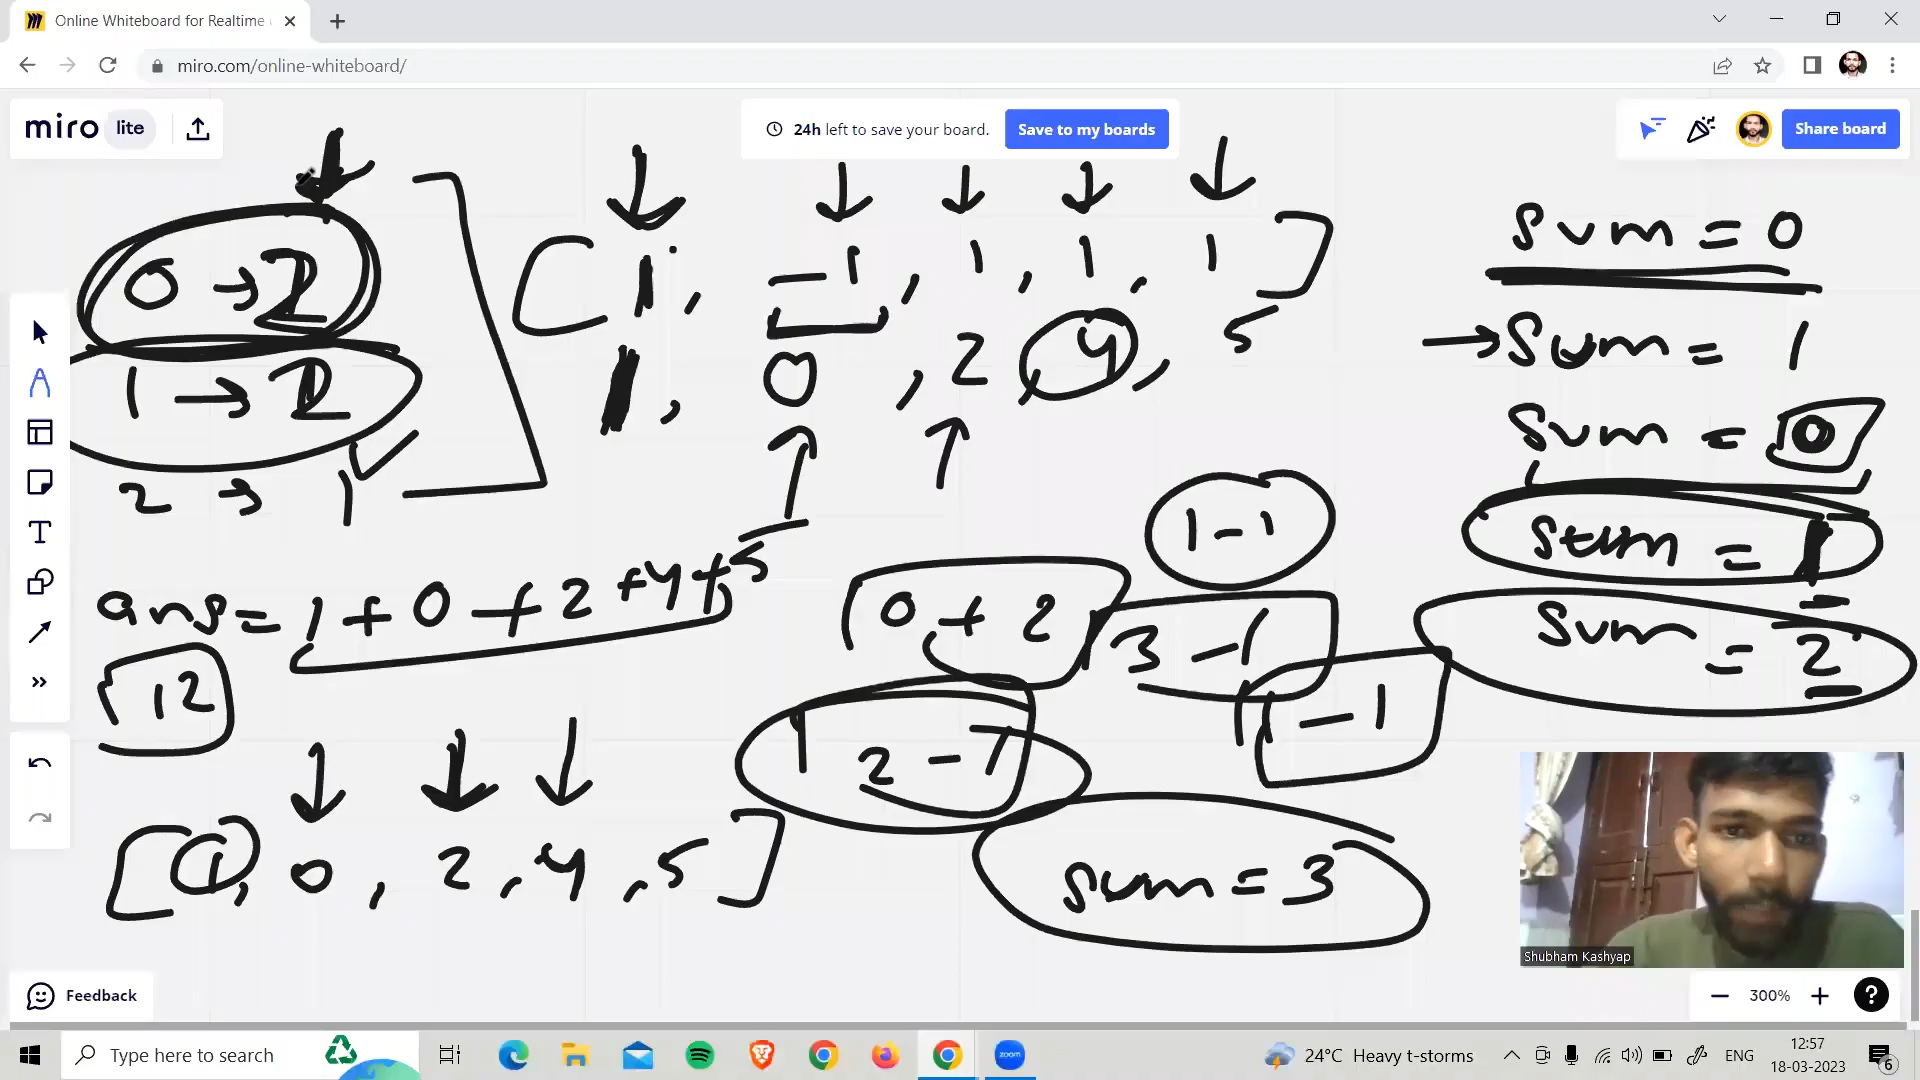 Online Whiteboard for Realtime
miro.com/online-whiteboard/
miro lite
24h left to save your board.
Save to my boards
Share board
0 → 2
[1, -1, 1, 1, 1]
Sum = 0
1 → 2
1, 0, 2, 4, 5
→ Sum = 1
2 → 1
Sum = 0
1 - 1
Sum = 1
ans = 1 + 0 + 2 + 4 + 5
0 + 2
3 - 1
Sum = 2
12
1 - 1
2 - 1
[1, 0, 2, 4, 5]
Sum = 3
Shubham Kashyap
Feedback
300%
Type here to search
zoom
24°C Heavy t-storms
ENG
12:57
18-03-2023
6